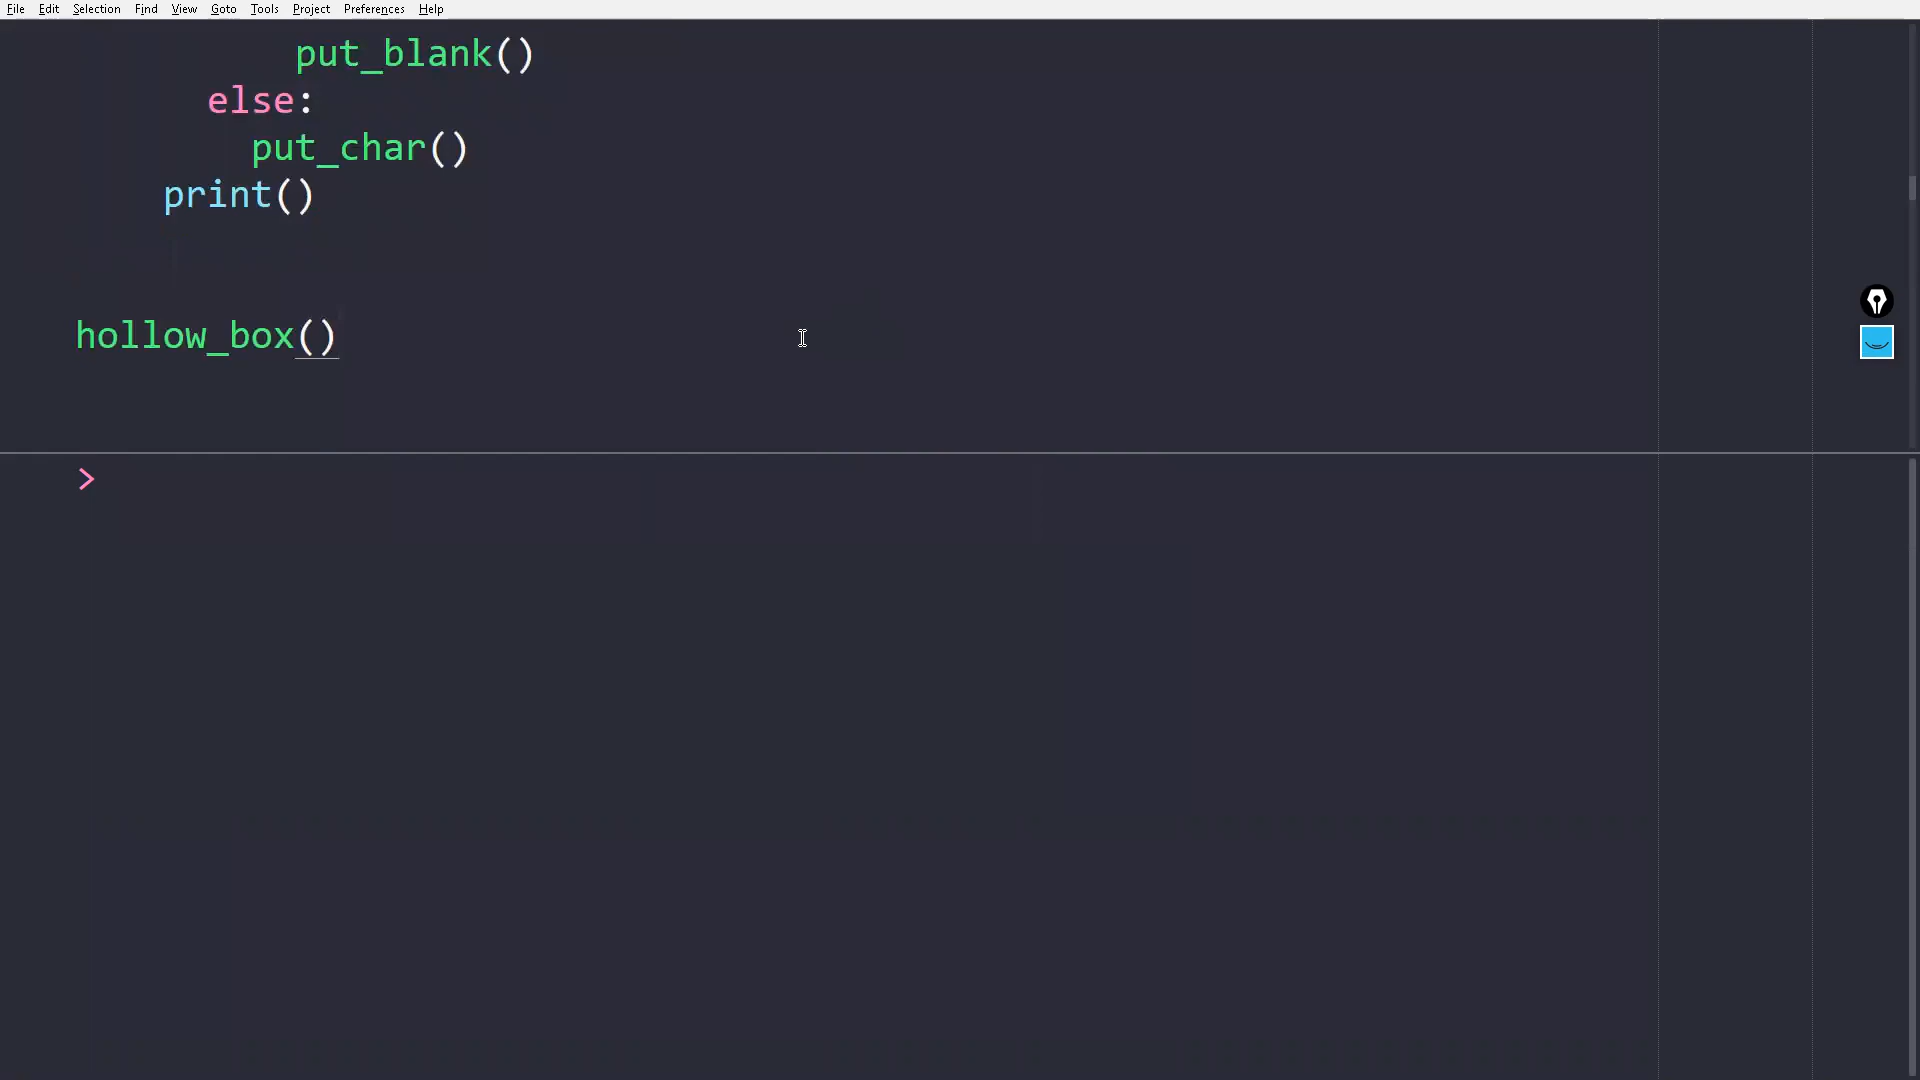 File Edit Selection Find View Goto Tools Project Preferences Help
put_blank()
else:
put_char()
print()
hollow_box()
>